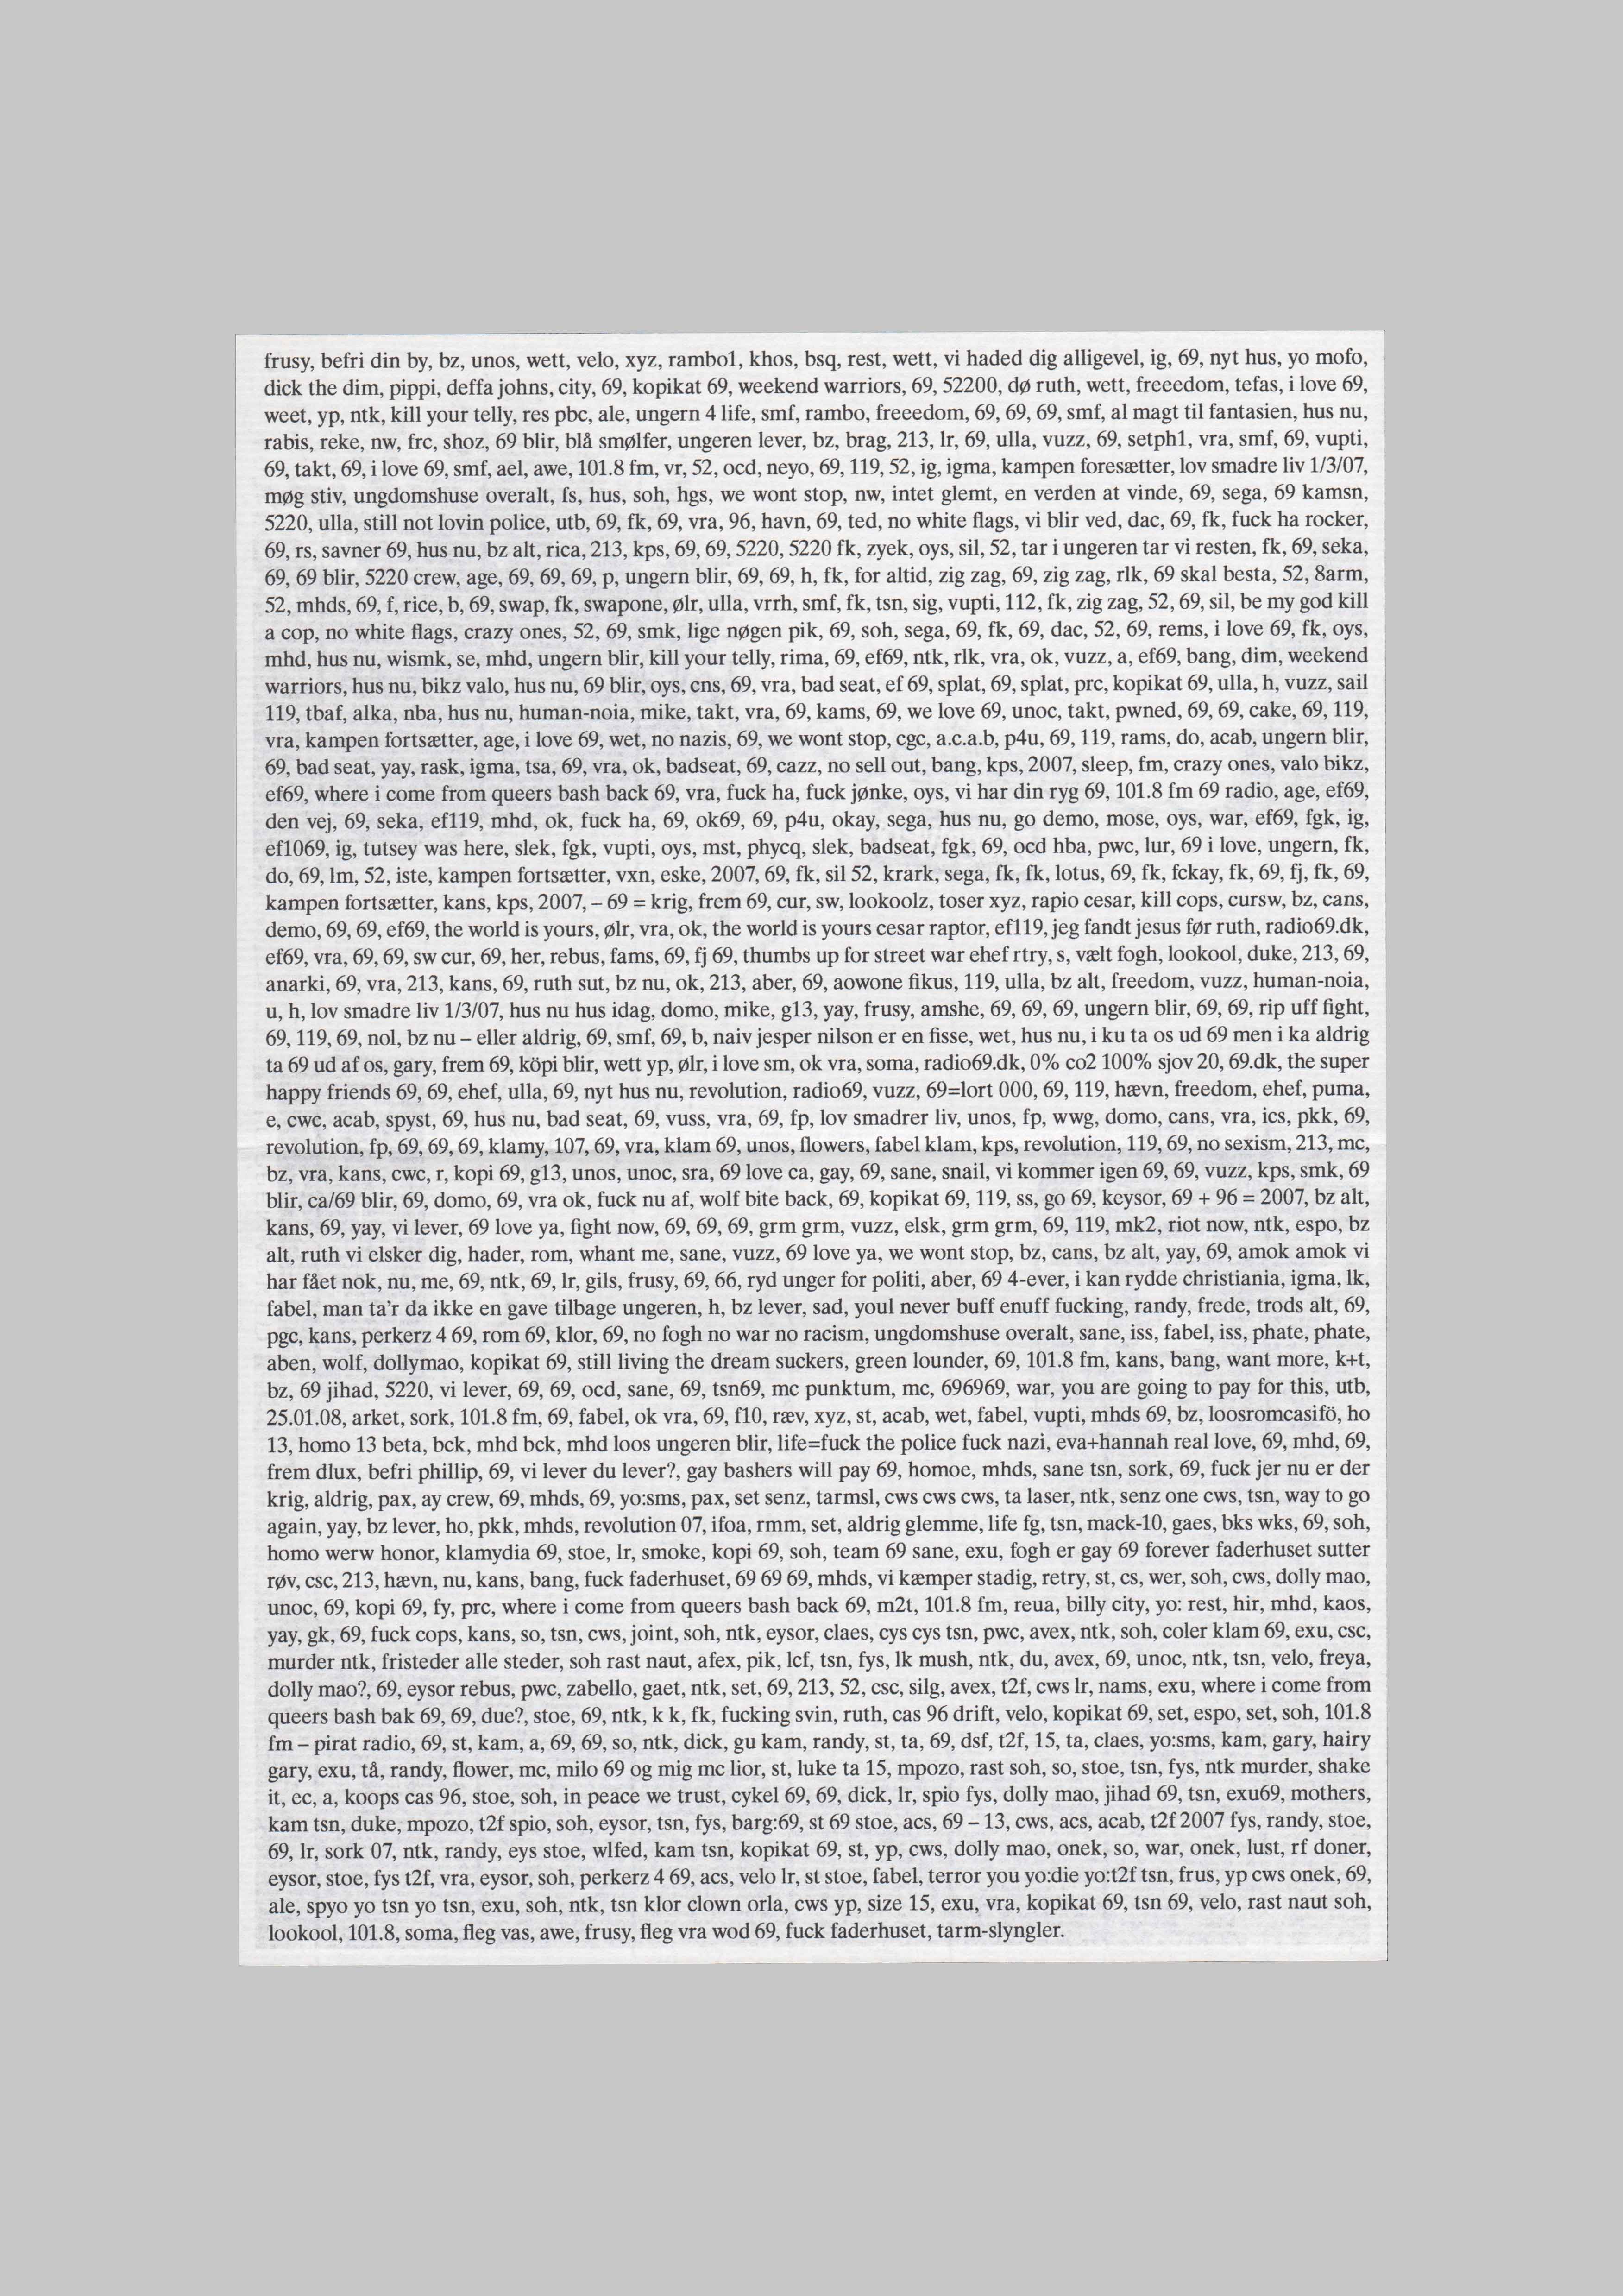 frusy, befri din by, bz, unos, wett, velo, xyz, rambo1, khos, bsq, rest, wett, vi haded dig alligevel, ig, 69, nyt hus, yo mofo,
dick the dim, pippi, deffa johns, city, 69, kopikat 69, weekend warriors, 69, 52200, dø ruth, wett, freeedom, tefas, i love 69,
weet, yp, ntk, kill your telly, res pbc, ale, ungern 4 life, smf, rambo, freeedom, 69, 69, 69, smf, al magt til fantasien, hus nu,
rabis, reke, nw, frc, shoz, 69 blir, blå smølfer, ungeren lever, bz, brag, 213, lr, 69, ulla, vuzz, 69, setph1, vra, smf, 69, vupti,
69, takt, 69, i love 69, smf, ael, awe, 101.8 fm, vr, 52, ocd, neyo, 69, 119, 52, ig, igma, kampen foresætter, lov smadre liv 1/3/07,
møg stiv, ungdomshuse overalt, fs, hus, soh, hgs, we wont stop, nw, intet glemt, en verden at vinde, 69, sega, 69 kamsn,
5220, ulla, still not lovin police, utb, 69, fk, 69, vra, 96, havn, 69, ted, no white flags, vi blir ved, dac, 69, fk, fuck ha rocker,
69, rs, savner 69, hus nu, bz alt, rica, 213, kps, 69, 69, 5220, 5220 fk, zyek, oys, sil, 52, tar i ungeren tar vi resten, fk, 69, seka,
69, 69 blir, 5220 crew, age, 69, 69, 69, p, ungern blir, 69, 69, h, fk, for altid, zig zag, 69, zig zag, rlk, 69 skal besta, 52, 8arm,
52, mhds, 69, f, rice, b, 69, swap, fk, swapone, ølr, ulla, vrrh, smf, fk, tsn, sig, vupti, 112, fk, zig zag, 52, 69, sil, be my god kill
a cop, no white flags, crazy ones, 52, 69, smk, lige nøgen pik, 69, soh, sega, 69, fk, 69, dac, 52, 69, rems, i love 69, fk, oys,
mhd, hus nu, wismk, se, mhd, ungern blir, kill your telly, rima, 69, ef69, ntk, rlk, vra, ok, vuzz, a, ef69, bang, dim, weekend
warriors, hus nu, bikz valo, hus nu, 69 blir, oys, cns, 69, vra, bad seat, ef 69, splat, 69, splat, prc, kopikat 69, ulla, h, vuzz, sail
119, tbaf, alka, nba, hus nu, human-noia, mike, takt, vra, 69, kams, 69, we love 69, unoc, takt, pwned, 69, 69, cake, 69, 119,
vra, kampen fortsætter, age, i love 69, wet, no nazis, 69, we wont stop, cgc, a.c.a.b, p4u, 69, 119, rams, do, acab, ungern blir,
69, bad seat, yay, rask, igma, tsa, 69, vra, ok, badseat, 69, cazz, no sell out, bang, kps, 2007, sleep, fm, crazy ones, valo bikz,
ef69, where i come from queers bash back 69, vra, fuck ha, fuck jønke, oys, vi har din ryg 69, 101.8 fm 69 radio, age, ef69,
den vej, 69, seka, ef119, mhd, ok, fuck ha, 69, ok69, 69, p4u, okay, sega, hus nu, go demo, mose, oys, war, ef69, fgk, ig,
ef1069, ig, tutsey was here, slek, fgk, vupti, oys, mst, phycq, slek, badseat, fgk, 69, ocd hba, pwc, lur, 69 i love, ungern, fk,
do, 69, lm, 52, iste, kampen fortsætter, vxn, eske, 2007, 69, fk, sil 52, krark, sega, fk, fk, lotus, 69, fk, fckay, fk, 69, fj, fk, 69,
kampen fortsætter, kans, kps, 2007, – 69 = krig, frem 69, cur, sw, lookoolz, toser xyz, rapio cesar, kill cops, cursw, bz, cans,
demo, 69, 69, ef69, the world is yours, ølr, vra, ok, the world is yours cesar raptor, ef119, jeg fandt jesus før ruth, radio69.dk,
ef69, vra, 69, 69, sw cur, 69, her, rebus, fams, 69, fj 69, thumbs up for street war ehef rtry, s, vælt fogh, lookool, duke, 213, 69,
anarki, 69, vra, 213, kans, 69, ruth sut, bz nu, ok, 213, aber, 69, aowone fikus, 119, ulla, bz alt, freedom, vuzz, human-noia,
u, h, lov smadre liv 1/3/07, hus nu hus idag, domo, mike, g13, yay, frusy, amshe, 69, 69, 69, ungern blir, 69, 69, rip uff fight,
69, 119, 69, nol, bz nu – eller aldrig, 69, smf, 69, b, naiv jesper nilson er en fisse, wet, hus nu, i ku ta os ud 69 men i ka aldrig
ta 69 ud af os, gary, frem 69, köpi blir, wett yp, ølr, i love sm, ok vra, soma, radio69.dk, 0% co2 100% sjov 20, 69.dk, the super
happy friends 69, 69, ehef, ulla, 69, nyt hus nu, revolution, radio69, vuzz, 69=lort 000, 69, 119, hævn, freedom, ehef, puma,
e, cwc, acab, spyst, 69, hus nu, bad seat, 69, vuss, vra, 69, fp, lov smadrer liv, unos, fp, wwg, domo, cans, vra, ics, pkk, 69,
revolution, fp, 69, 69, 69, klamy, 107, 69, vra, klam 69, unos, flowers, fabel klam, kps, revolution, 119, 69, no sexism, 213, mc,
bz, vra, kans, cwc, r, kopi 69, g13, unos, unoc, sra, 69 love ca, gay, 69, sane, snail, vi kommer igen 69, 69, vuzz, kps, smk, 69
blir, ca/69 blir, 69, domo, 69, vra ok, fuck nu af, wolf bite back, 69, kopikat 69, 119, ss, go 69, keysor, 69 + 96 = 2007, bz alt,
kans, 69, yay, vi lever, 69 love ya, fight now, 69, 69, 69, grm grm, vuzz, elsk, grm grm, 69, 119, mk2, riot now, ntk, espo, bz
alt, ruth vi elsker dig, hader, rom, whant me, sane, vuzz, 69 love ya, we wont stop, bz, cans, bz alt, yay, 69, amok amok vi
har fået nok, nu, me, 69, ntk, 69, lr, gils, frusy, 69, 66, ryd unger for politi, aber, 69 4-ever, i kan rydde christiania, igma, lk,
fabel, man ta’r da ikke en gave tilbage ungeren, h, bz lever, sad, youl never buff enuff fucking, randy, frede, trods alt, 69,
pgc, kans, perkerz 4 69, rom 69, klor, 69, no fogh no war no racism, ungdomshuse overalt, sane, iss, fabel, iss, phate, phate,
aben, wolf, dollymao, kopikat 69, still living the dream suckers, green lounder, 69, 101.8 fm, kans, bang, want more, k+t,
bz, 69 jihad, 5220, vi lever, 69, 69, ocd, sane, 69, tsn69, mc punktum, mc, 696969, war, you are going to pay for this, utb,
25.01.08, arket, sork, 101.8 fm, 69, fabel, ok vra, 69, f10, ræv, xyz, st, acab, wet, fabel, vupti, mhds 69, bz, loosromcasifö, ho
13, homo 13 beta, bck, mhd bck, mhd loos ungeren blir, life=fuck the police fuck nazi, eva+hannah real love, 69, mhd, 69,
frem dlux, befri phillip, 69, vi lever du lever?, gay bashers will pay 69, homoe, mhds, sane tsn, sork, 69, fuck jer nu er der
krig, aldrig, pax, ay crew, 69, mhds, 69, yo:sms, pax, set senz, tarmsl, cws cws cws, ta laser, ntk, senz one cws, tsn, way to go
again, yay, bz lever, ho, pkk, mhds, revolution 07, ifoa, rmm, set, aldrig glemme, life fg, tsn, mack-10, gaes, bks wks, 69, soh,
homo werw honor, klamydia 69, stoe, lr, smoke, kopi 69, soh, team 69 sane, exu, fogh er gay 69 forever faderhuset sutter
røv, csc, 213, hævn, nu, kans, bang, fuck faderhuset, 69 69 69, mhds, vi kæmper stadig, retry, st, cs, wer, soh, cws, dolly mao,
unoc, 69, kopi 69, fy, prc, where i come from queers bash back 69, m2t, 101.8 fm, reua, billy city, yo: rest, hir, mhd, kaos,
yay, gk, 69, fuck cops, kans, so, tsn, cws, joint, soh, ntk, eysor, claes, cys cys tsn, pwc, avex, ntk, soh, coler klam 69, exu, csc,
murder ntk, fristeder alle steder, soh rast naut, afex, pik, lcf, tsn, fys, lk mush, ntk, du, avex, 69, unoc, ntk, tsn, velo, freya,
dolly mao?, 69, eysor rebus, pwc, zabello, gaet, ntk, set, 69, 213, 52, csc, silg, avex, t2f, cws lr, nams, exu, where i come from
queers bash bak 69, 69, due?, stoe, 69, ntk, k k, fk, fucking svin, ruth, cas 96 drift, velo, kopikat 69, set, espo, set, soh, 101.8
fm – pirat radio, 69, st, kam, a, 69, 69, so, ntk, dick, gu kam, randy, st, ta, 69, dsf, t2f, 15, ta, claes, yo:sms, kam, gary, hairy
gary, exu, tå, randy, flower, mc, milo 69 og mig mc lior, st, luke ta 15, mpozo, rast soh, so, stoe, tsn, fys, ntk murder, shake
it, ec, a, koops cas 96, stoe, soh, in peace we trust, cykel 69, 69, dick, lr, spio fys, dolly mao, jihad 69, tsn, exu69, mothers,
kam tsn, duke, mpozo, t2f spio, soh, eysor, tsn, fys, barg:69, st 69 stoe, acs, 69 – 13, cws, acs, acab, t2f 2007 fys, randy, stoe,
69, lr, sork 07, ntk, randy, eys stoe, wlfed, kam tsn, kopikat 69, st, yp, cws, dolly mao, onek, so, war, onek, lust, rf doner,
eysor, stoe, fys t2f, vra, eysor, soh, perkerz 4 69, acs, velo lr, st stoe, fabel, terror you yo:die yo:t2f tsn, frus, yp cws onek, 69,
ale, spyo yo tsn yo tsn, exu, soh, ntk, tsn klor clown orla, cws yp, size 15, exu, vra, kopikat 69, tsn 69, velo, rast naut soh,
lookool, 101.8, soma, fleg vas, awe, frusy, fleg vra wod 69, fuck faderhuset, tarm-slyngler.